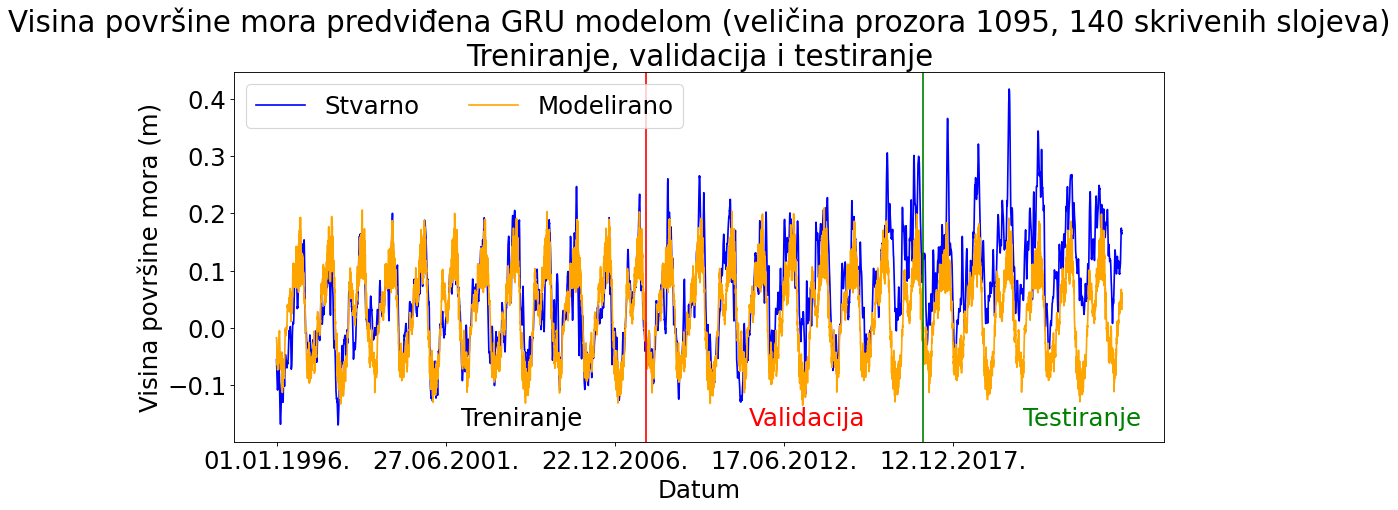 Visina površine mora predviđena GRU modelom (veličina prozora 1095, 140 skrivenih slojeva)
Treniranje, validacija i testiranje
Stvarno
Modelirano
Visina površine mora (m)
0.4
0.3
0.2
0.1
0.0
−0.1
Treniranje
Validacija
Testiranje
01.01.1996.
27.06.2001.
22.12.2006.
17.06.2012.
12.12.2017.
Datum